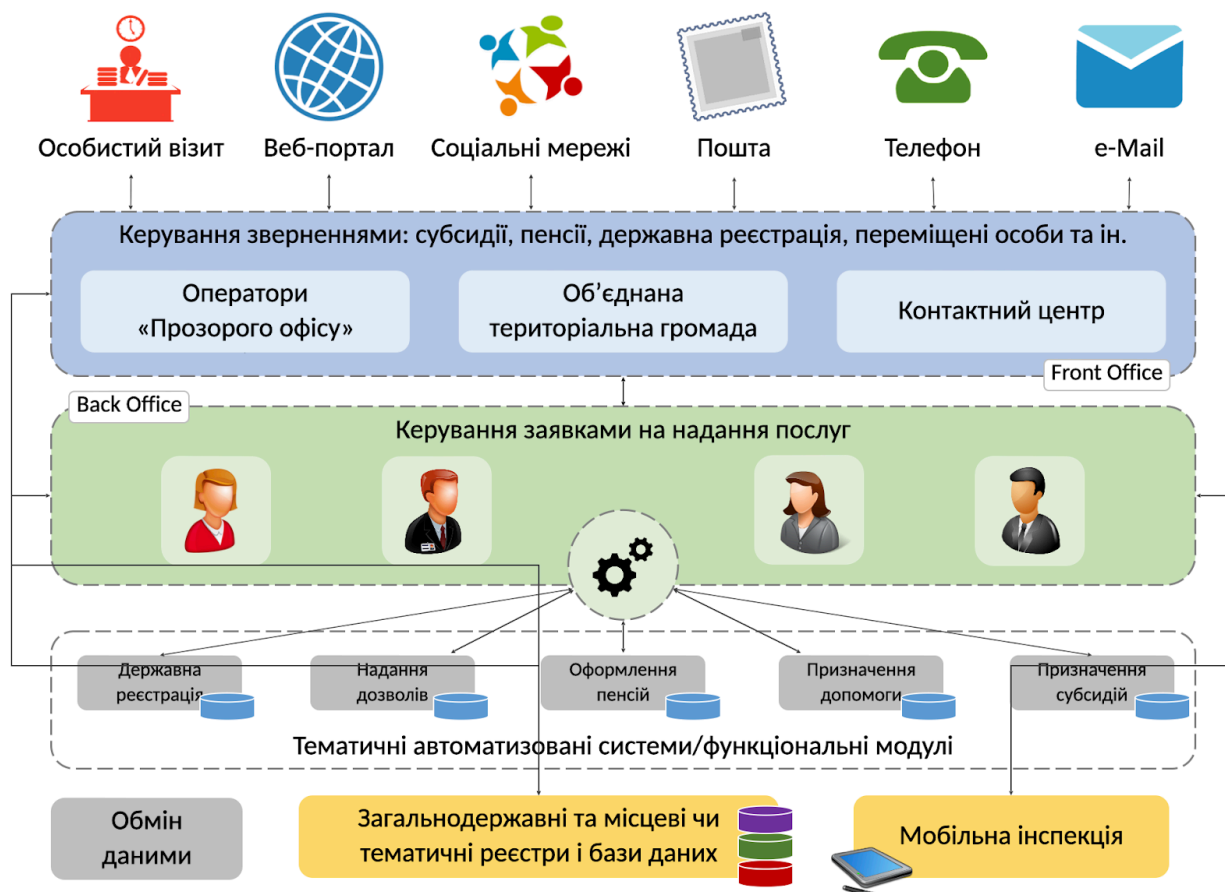 Особистий візит
Веб-портал
Соціальні мережі
Пошта
Телефон
e-Mail
Керування зверненнями: субсидії, пенсії, державна реєстрація, переміщені особи та ін.
Оператори
«Прозорого офісу»
Об’єднана
територіальна громада
Контактний центр
Front Office
Back Office
Керування заявками на надання послуг
Державна
реєстрація
Надання
дозволів
Оформлення
пенсій
Призначення
допомоги
Призначення
субсидій
Тематичні автоматизовані системи/функціональні модулі
Обмін
даними
Загальнодержавні та місцеві чи
тематичні реєстри і бази даних
Мобільна інспекція